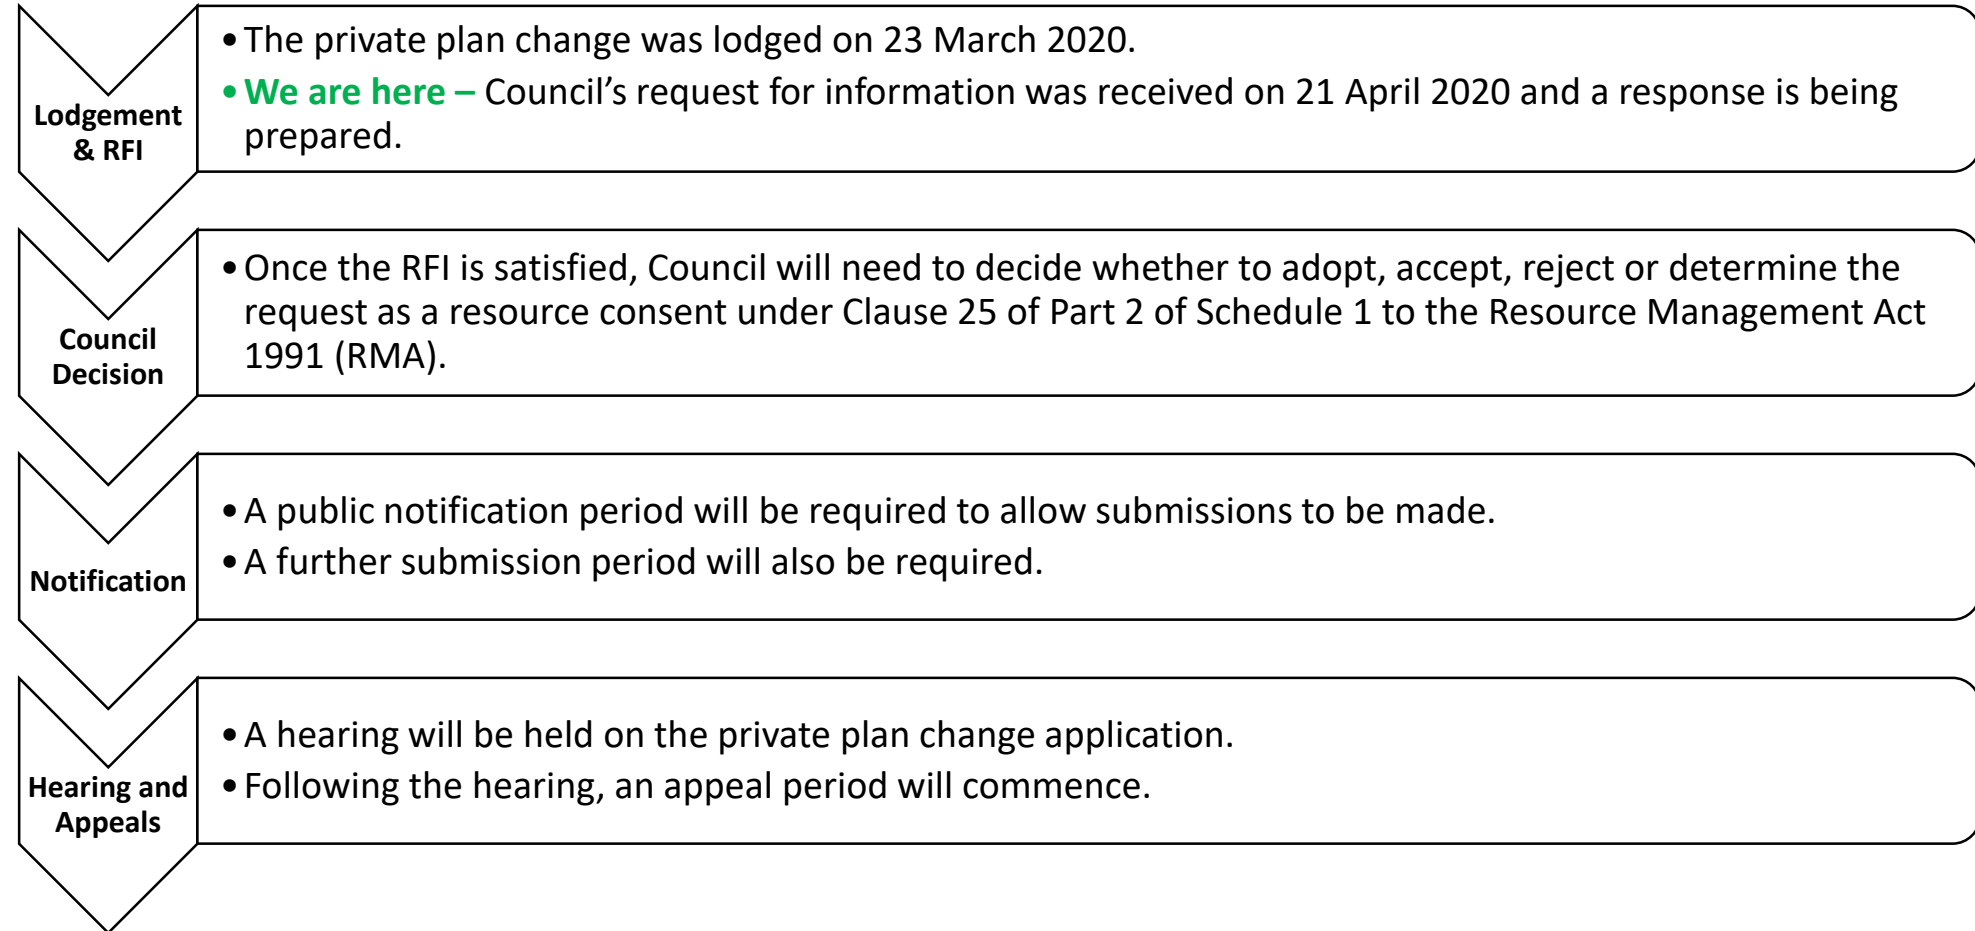 Lodgement
& RFI
• The private plan change was lodged on 23 March 2020.
• We are here – Council’s request for information was received on 21 April 2020 and a response is being
prepared.
Council
Decision
• Once the RFI is satisfied, Council will need to decide whether to adopt, accept, reject or determine the
request as a resource consent under Clause 25 of Part 2 of Schedule 1 to the Resource Management Act
1991 (RMA).
Notification
• A public notification period will be required to allow submissions to be made.
• A further submission period will also be required.
Hearing and
Appeals
• A hearing will be held on the private plan change application.
• Following the hearing, an appeal period will commence.